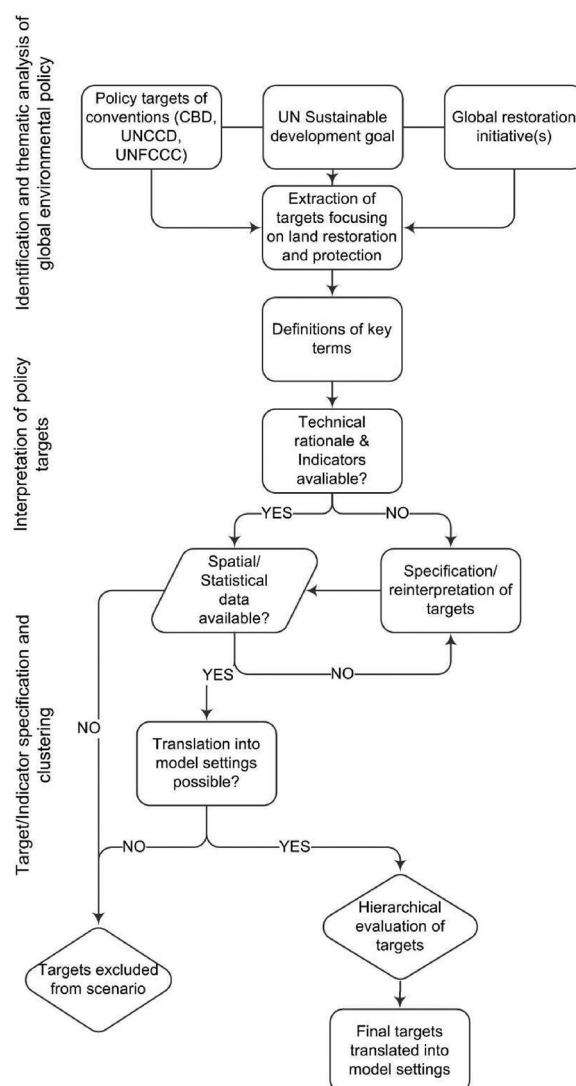 Identification and thematic analysis of
global environmental policy
Policy targets of
conventions (CBD,
UNCCD,
UNFCCC)
UN Sustainable
development goal
Global restoration
initiative(s)
Extraction of
targets focusing
on land restoration
and protection
Definitions of key
terms
Interpretation of policy
targets
Technical
rationale &
Indicators
avaliable?
YES
NO
Spatial/
Statistical
data
available?
Specification/
reinterpretation of
targets
YES
NO
Target/Indicator specification and
clustering
NO
Translation into
model settings
possible?
NO
YES
Hierarchical
evaluation of
targets
Targets excluded
from scenario
Final targets
translated into
model settings